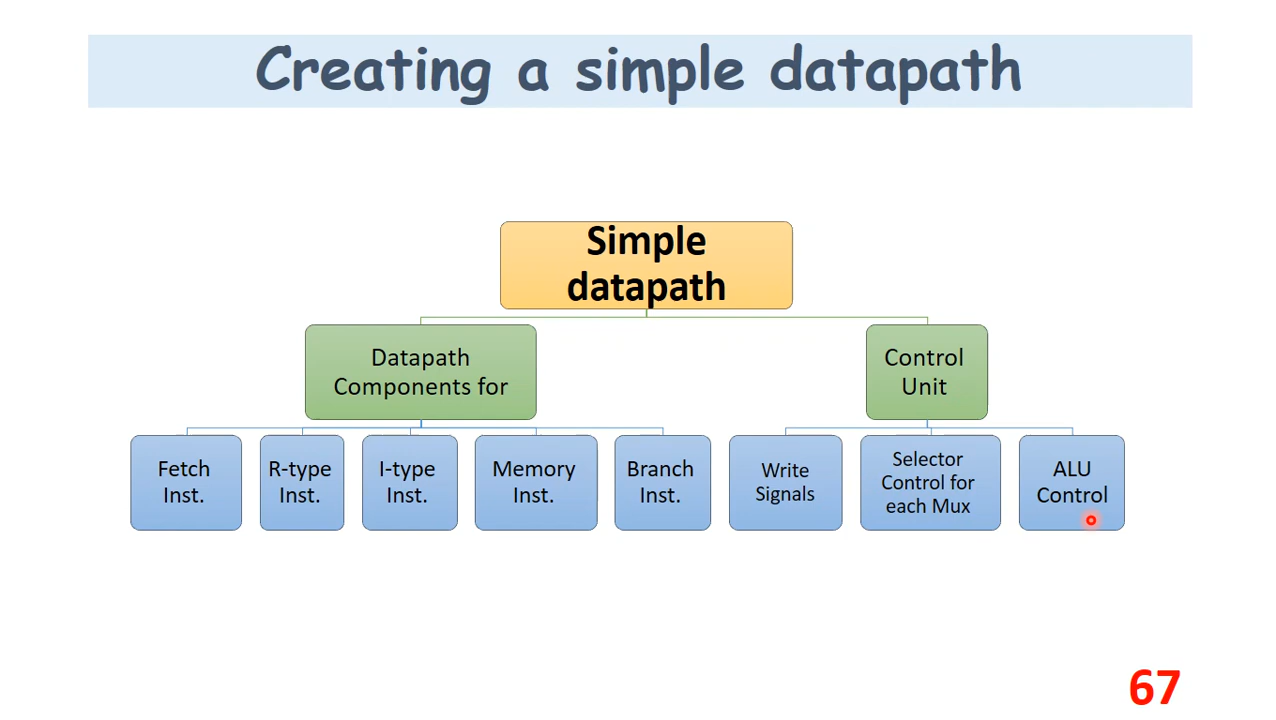 Creating a simple datapath
Simple
datapath
Datapath
Components for
Control
Unit
Fetch
Inst.
R-type
Inst.
I-type
Inst.
Memory
Inst.
Branch
Inst.
Write
Signals
Selector
Control for
each Mux
ALU
Control
67